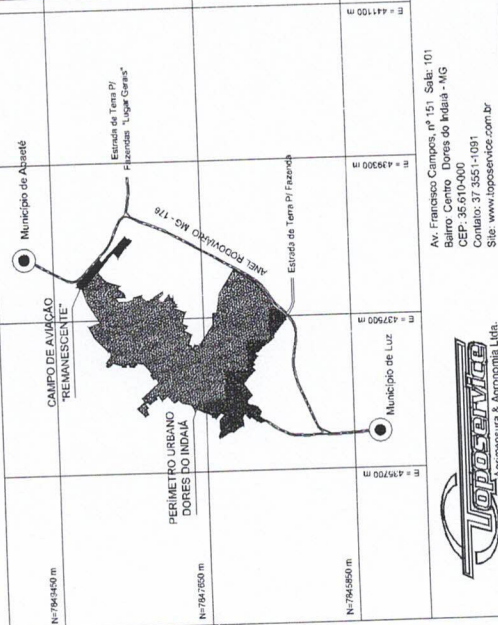 E = 441100 m
Município de Abaeté
Estrada de Terra P/
Fazendas "Lugar Gerais"
CAMPO DE AVIAÇÃO
"REMANESCENTE"
N=7849450 m
E = 439300 m
ANEL RODOVIÁRIO MG - 176
Estrada de Terra P/ Fazenda
PERÍMETRO URBANO
DORES DO INDAIÁ
N=7847650 m
E = 437500 m
Município de Luz
E = 435700 m
N=7845850 m
Toposervice
Agrimensura & Agronomia Ltda.
Av. Francisco Campos, nº 151 Sala: 101
Bairro: Centro Dores do Indaiá - MG
CEP: 35.610-000
Contato: 37 3551-1091
Site: www.toposervice.com.br